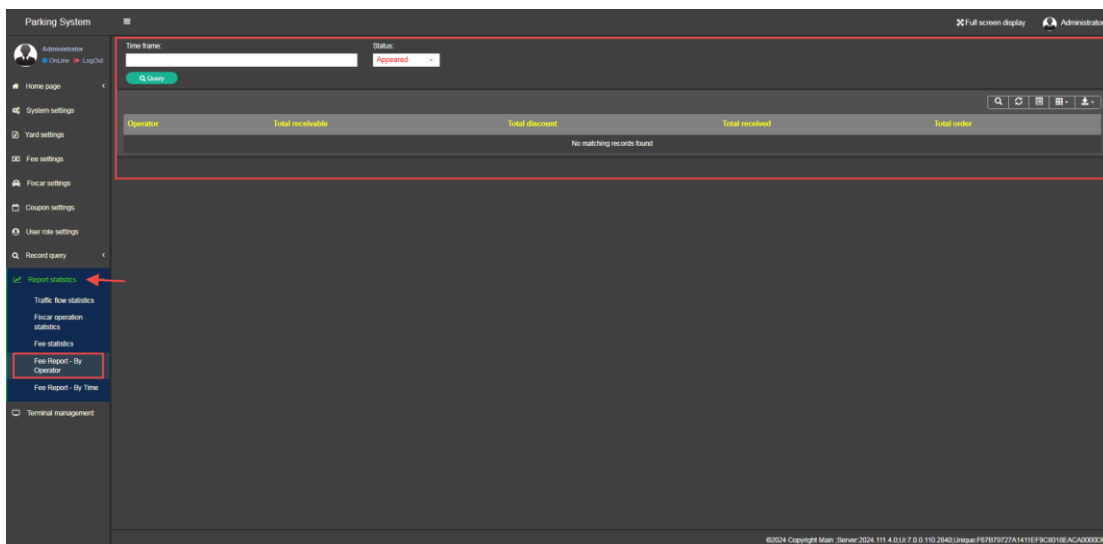 Parking System
Full screen display
Administrator
Administrator
OnLine LogOut
Home page
System settings
Yard settings
Fee settings
Fixcar settings
Coupon settings
User role settings
Record query
Report statistics
Traffic flow statistics
Fixcar operation
statistics
Fee statistics
Fee Report - By
Operator
Fee Report - By Time
Terminal management
Time frame:
Status:
Appeared
Query
Operator Total receivable Total discount Total received Total order
No matching records found
©2024 Copyright Main ;Server:2024.111.4.0;UI:7.0.0.110.2840;Unique: